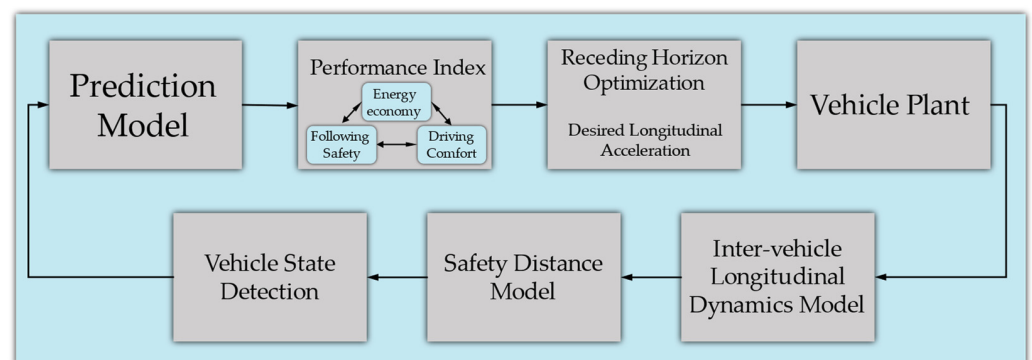 Prediction
Model
Performance Index
Energy
economy
Following
Safety
Driving
Comfort
Receding Horizon
Optimization
Desired Longitudinal
Acceleration
Vehicle Plant
Vehicle State
Detection
Safety Distance
Model
Inter-vehicle
Longitudinal
Dynamics Model